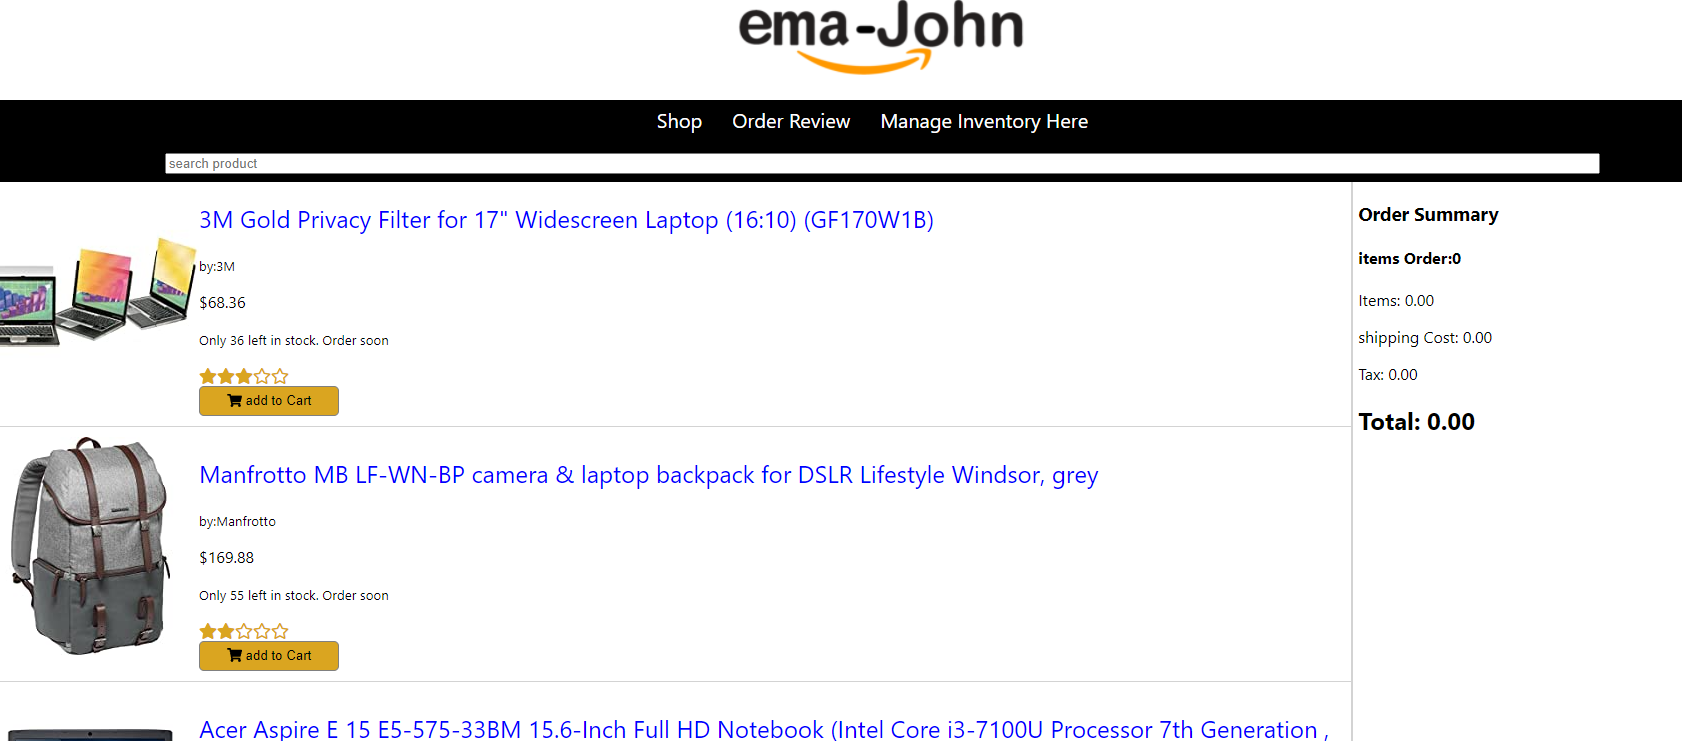 ema-John
Shop Order Review Manage Inventory Here
search product
3M Gold Privacy Filter for 17" Widescreen Laptop (16:10) (GF170W1B)
by:3M
$68.36
Only 36 left in stock. Order soon
add to Cart
Manfrotto MB LF-WN-BP camera & laptop backpack for DSLR Lifestyle Windsor, grey
by:Manfrotto
$169.88
Only 55 left in stock. Order soon
add to Cart
Acer Aspire E 15 E5-575-33BM 15.6-Inch Full HD Notebook (Intel Core i3-7100U Processor 7th Generation ,
Order Summary
items Order:0
Items: 0.00
shipping Cost: 0.00
Tax: 0.00
Total: 0.00